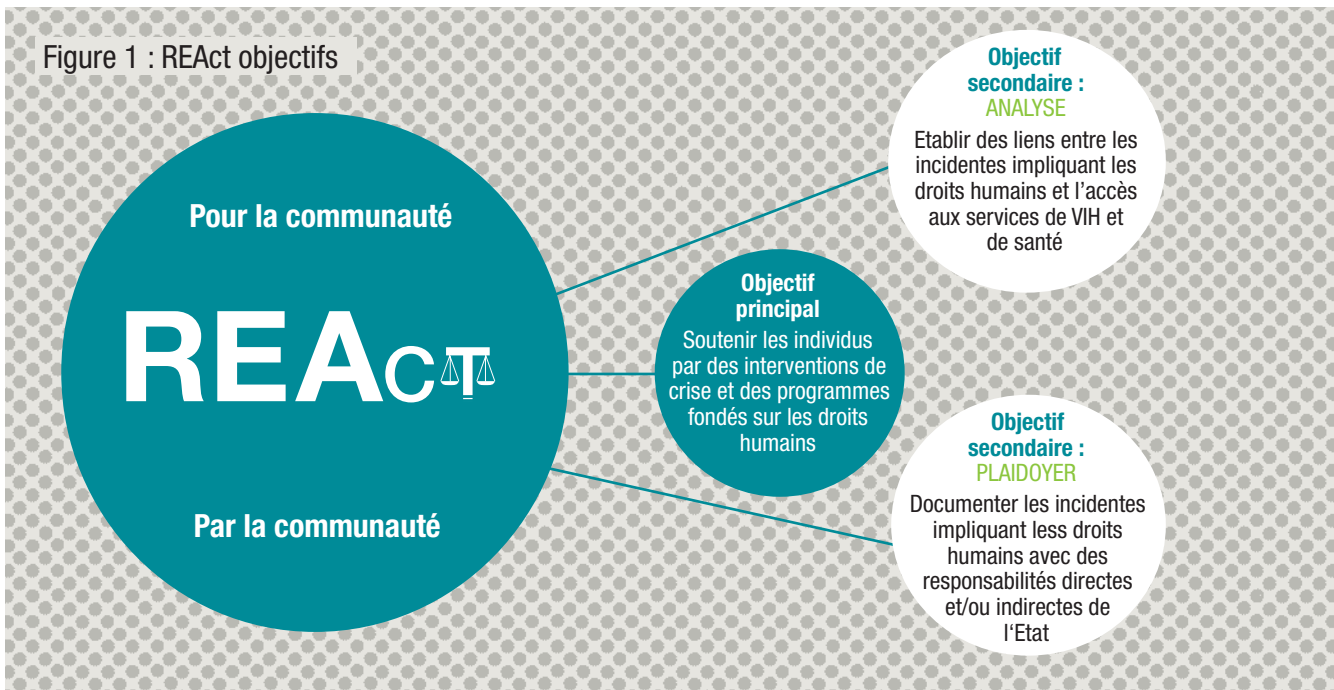 Figure 1 : REAct objectifs
Pour la communauté
REAcT
Par la communauté
Objectif
principal
Soutenir les individus
par des interventions de
crise et des programmes
fondés sur les droits
humains
Objectif
secondaire :
ANALYSE
Etablir des liens entre les
incidentes impliquant les
droits humains et l’accès
aux services de VIH et
de santé
Objectif
secondaire :
PLAIDOYER
Documenter les incidentes
impliquant less droits
humains avec des
responsabilités directes
et/ou indirectes de
l‘Etat